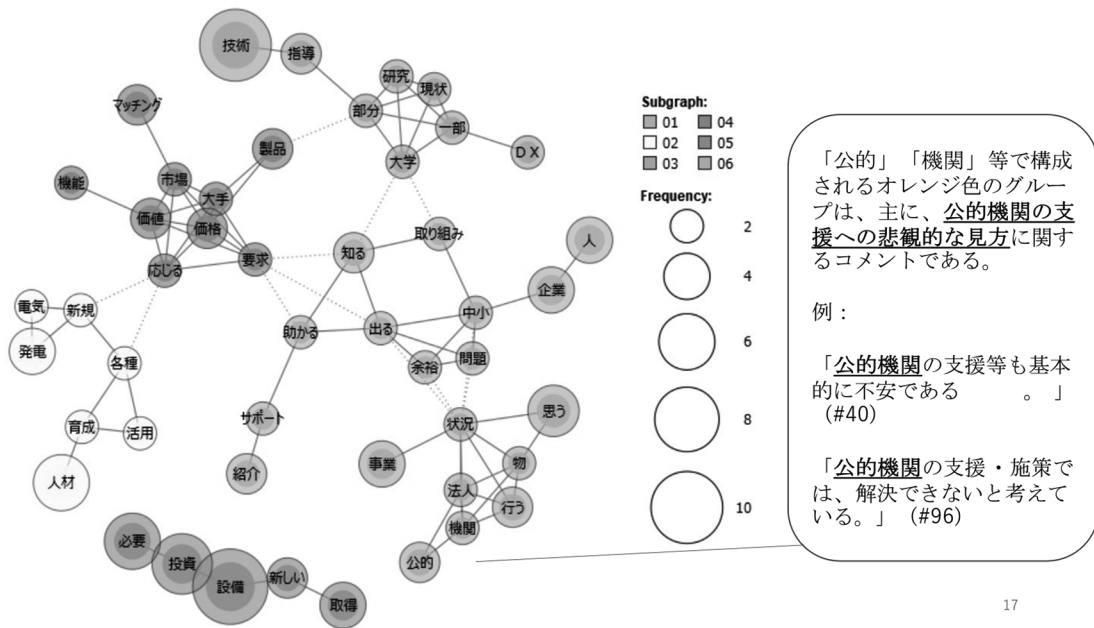 技術
指導
研究
現状
マッチング
部分
一部
製品
大学
DX
機能
市場
大手
価値
価格
取り組み
人
応じる
要求
知る
企業
電気
新規
中小
発電
助かる
出る
各種
余裕
問題
育成
活用
サポート
状況
思う
人材
紹介
事業
物
法人
行う
機関
必要
投資
公的
設備
新しい
取得
Subgraph:
01 04
02 05
03 06
Frequency:
2
4
6
8
10
「公的」「機関」等で構成
されるオレンジ色のグルー
プは、主に、公的機関の支
援への悲観的な見方に関す
るコメントである。
例：
「公的機関の支援等も基本
的に不安である 。」
（#40）
「公的機関の支援・施策で
は、解決できないと考えて
いる。」（#96）
17